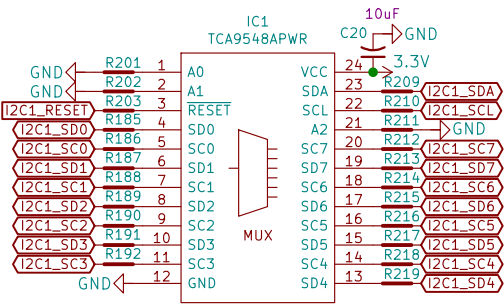 10uF
IC1
C20
GND
TCA9548APWR
3.3V
GND R201 1 A0 VCC 24
GND R202 2 A1 SDA 23 R209 I2C1_SDA
I2C1_RESET R203 3 RESET SCL 22 R210 I2C1_SCL
I2C1_SD0 R185 4 SD0 A2 21 R211 GND
I2C1_SC0 R186 5 SC0 SC7 20 R212 I2C1_SC7
I2C1_SD1 R187 6 SD1 SD7 19 R213 I2C1_SD7
I2C1_SC1 R188 7 SC1 SC6 18 R214 I2C1_SC6
I2C1_SD2 R189 8 SD2 SD6 17 R215 I2C1_SD6
I2C1_SC2 R190 9 SC2 SC5 16 R216 I2C1_SC5
I2C1_SD3 R191 10 SD3 SD5 15 R217 I2C1_SD5
I2C1_SC3 R192 11 SC3 SC4 14 R218 I2C1_SC4
GND 12 GND SD4 13 R219 I2C1_SD4
MUX